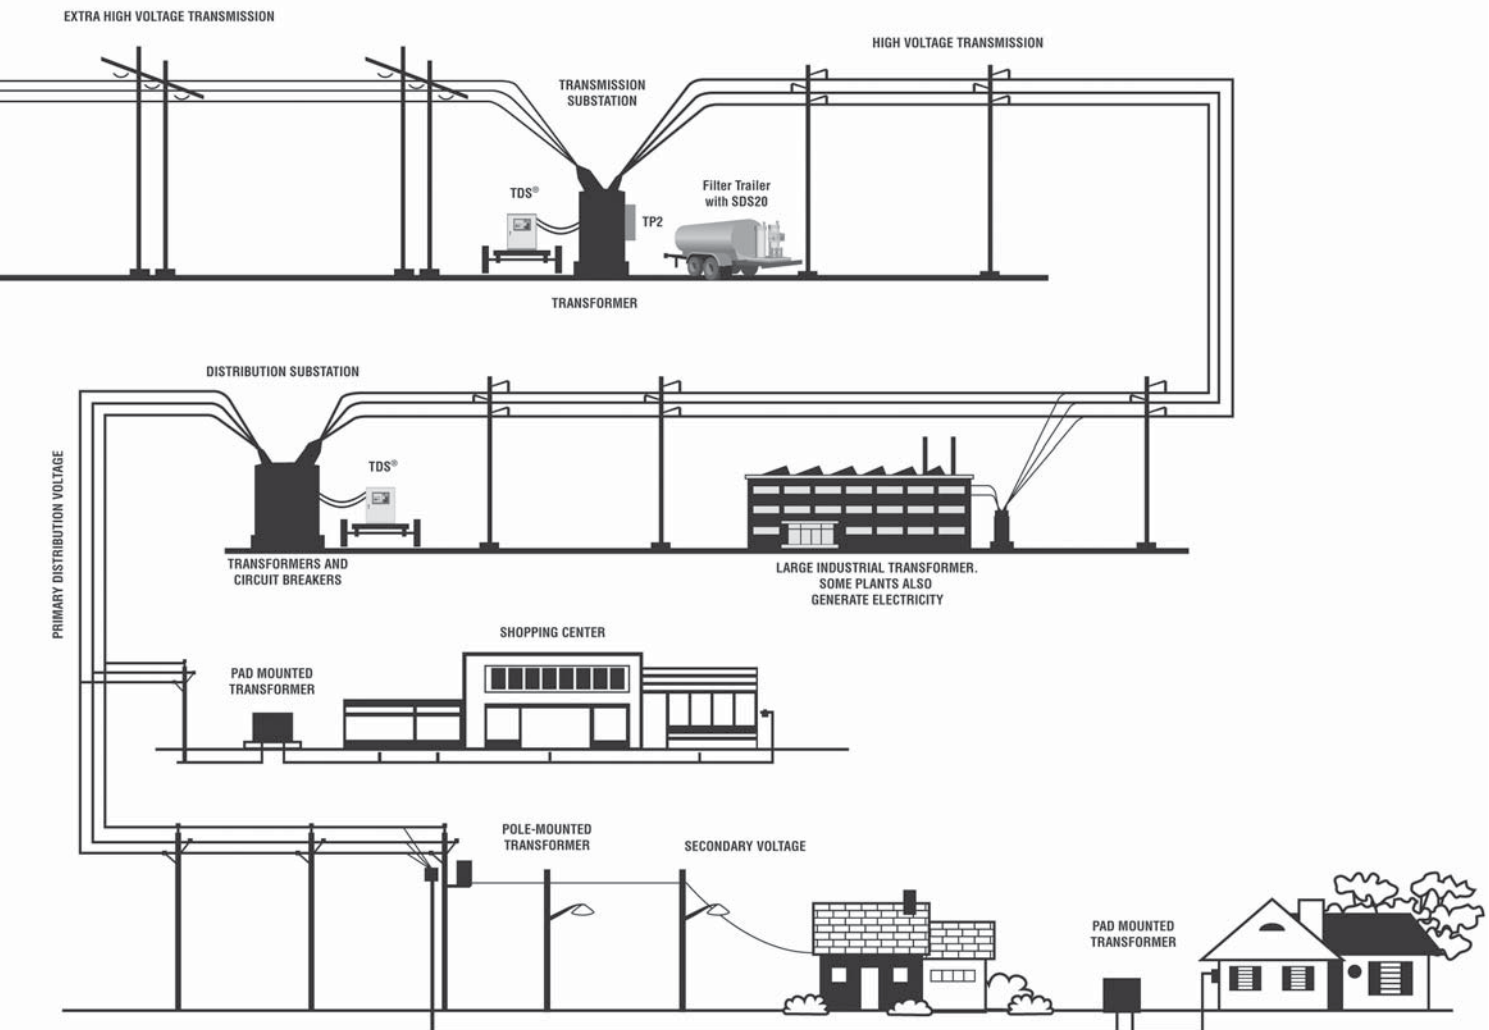 EXTRA HIGH VOLTAGE TRANSMISSION
HIGH VOLTAGE TRANSMISSION
TRANSMISSION
SUBSTATION
TDS®
Filter Trailer
with SDS20
TP2
TRANSFORMER
DISTRIBUTION SUBSTATION
TDS®
PRIMARY DISTRIBUTION VOLTAGE
TRANSFORMERS AND
CIRCUIT BREAKERS
LARGE INDUSTRIAL TRANSFORMER.
SOME PLANTS ALSO
GENERATE ELECTRICITY
SHOPPING CENTER
PAD MOUNTED
TRANSFORMER
POLE-MOUNTED
TRANSFORMER
SECONDARY VOLTAGE
PAD MOUNTED
TRANSFORMER